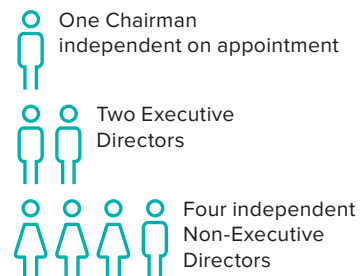 One Chairman
independent on appointment
Two Executive
Directors
Four independent
Non-Executive
Directors